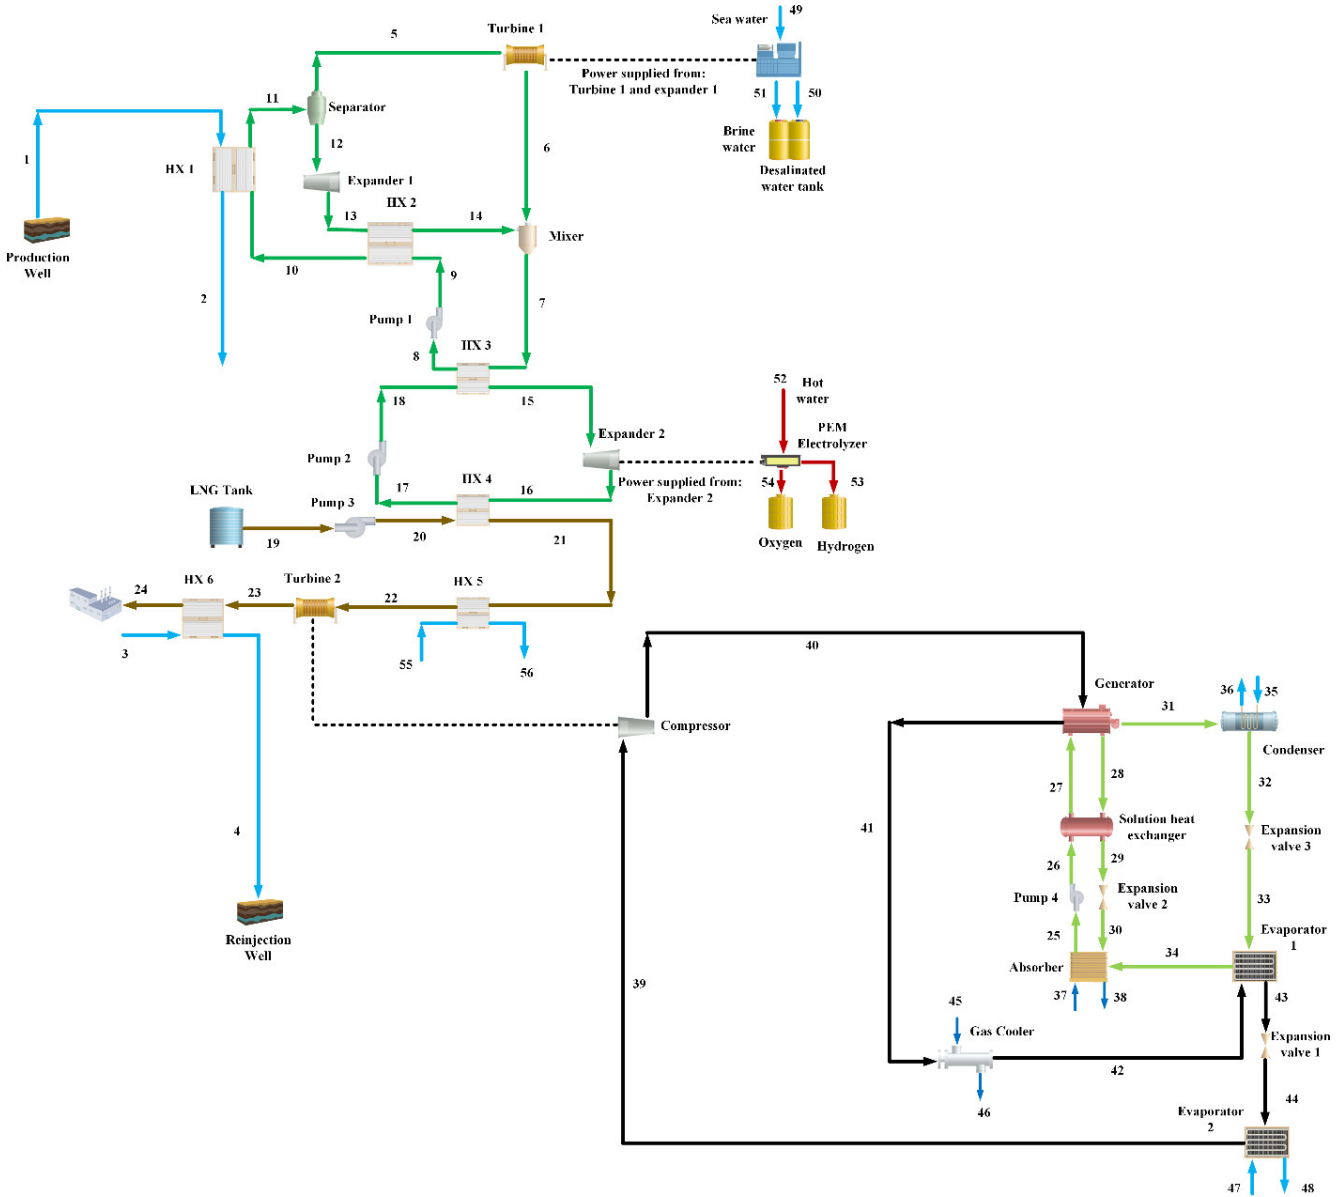 Sea water
49
5
Turbine 1
Power supplied from:
Turbine 1 and expander 1
51
50
11
Separator
Brine
water
12
6
1
HX 1
Desalinated
water tank
Expander 1
HX 2
13
14
Mixer
Production
Well
10
9
2
7
Pump 1
8
HX 3
52
Hot
water
18
15
PEM
Electrolyzer
Expander 2
Pump 2
Power supplied from:
Expander 2
54
53
LNG Tank
17
HX 4
16
Pump 3
19
20
21
Oxygen
Hydrogen
HX 6
Turbine 2
HX 5
24
23
22
3
55
56
40
Generator
36
35
31
Compressor
Condenser
27
28
32
41
Solution heat
exchanger
Expansion
valve 3
4
26
29
Pump 4
Expansion
valve 2
33
25
30
Evaporator
1
Reinjection
Well
Absorber
34
39
37
38
43
45
Gas Cooler
Expansion
valve 1
42
46
44
Evaporator
2
47
48